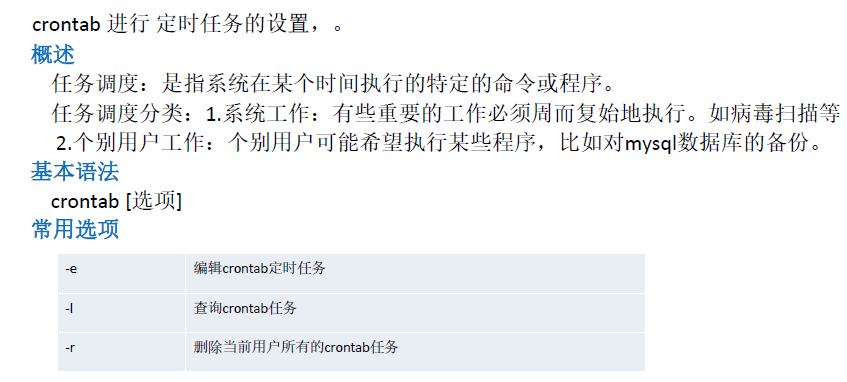 crontab 进行 定时任务的设置，。
概述
任务调度：是指系统在某个时间执行的特定的命令或程序。
任务调度分类：1.系统工作：有些重要的工作必须周而复始地执行。如病毒扫描等
2.个别用户工作：个别用户可能希望执行某些程序，比如对mysql数据库的备份。
基本语法
crontab [选项]
常用选项
-e 编辑crontab定时任务
-l 查询crontab任务
-r 删除当前用户所有的crontab任务